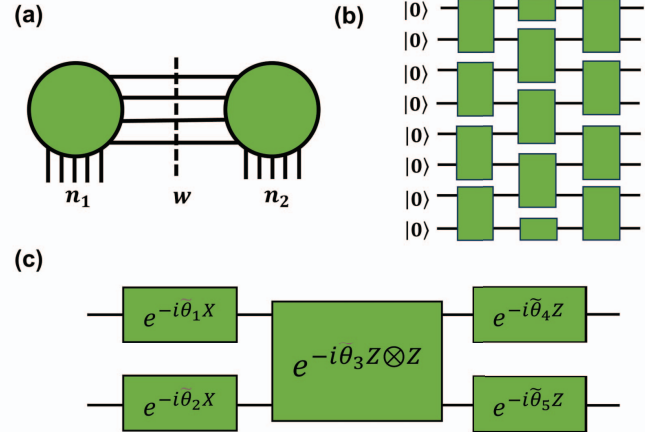 (a)
n₁ w n₂
(b)
|0⟩
|0⟩
|0⟩
|0⟩
|0⟩
|0⟩
|0⟩
|0⟩
(c)
e^{-iθ̃₁X} e^{-iθ̃₃Z⊗Z} e^{-iθ̃₄Z}
e^{-iθ̃₂X} e^{-iθ̃₅Z}